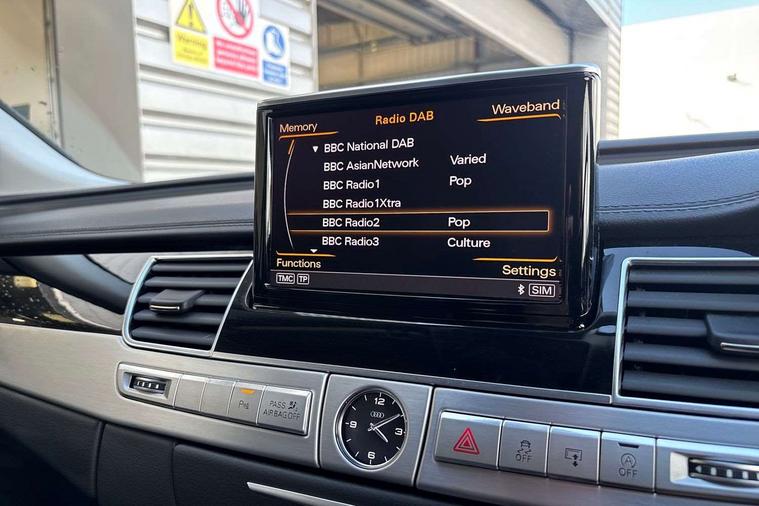 Warning
Radio DAB
Memory
Waveband
BBC National DAB
BBC AsianNetwork Varied
BBC Radio1 Pop
BBC Radio1Xtra
BBC Radio2 Pop
BBC Radio3 Culture
Functions
Settings
TMC TP
SIM
PASS
AIRBAG OFF
12
3
6
9
OFF
OFF